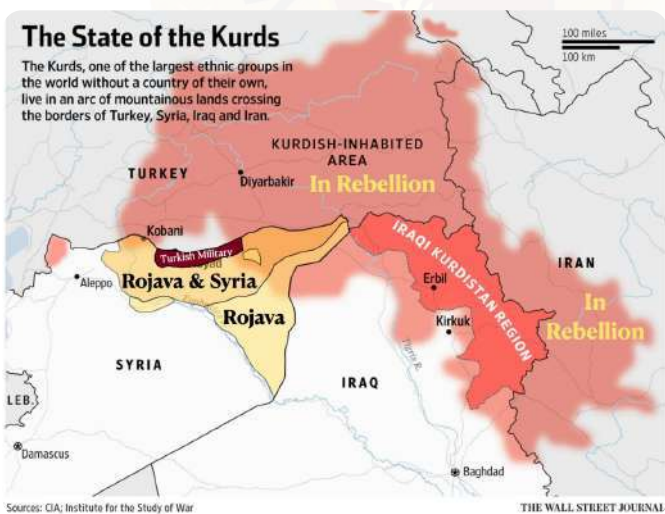 The State of the Kurds
The Kurds, one of the largest ethnic groups in
the world without a country of their own,
live in an arc of mountainous lands crossing
the borders of Turkey, Syria, Iraq and Iran.
100 miles
100 km
KURDISH-INHABITED
AREA
TURKEY
Diyarbakir
In Rebellion
Kobani
Turkish Military
IRAQI KURDISTAN REGION
IRAN
Aleppo
Rojava & Syria
Erbil
In
Rebellion
Rojava
Kirkuk
SYRIA
IRAQ
Tigris R.
LEB.
Damascus
Baghdad
Sources: CIA; Institute for the Study of War
THE WALL STREET JOURNAL